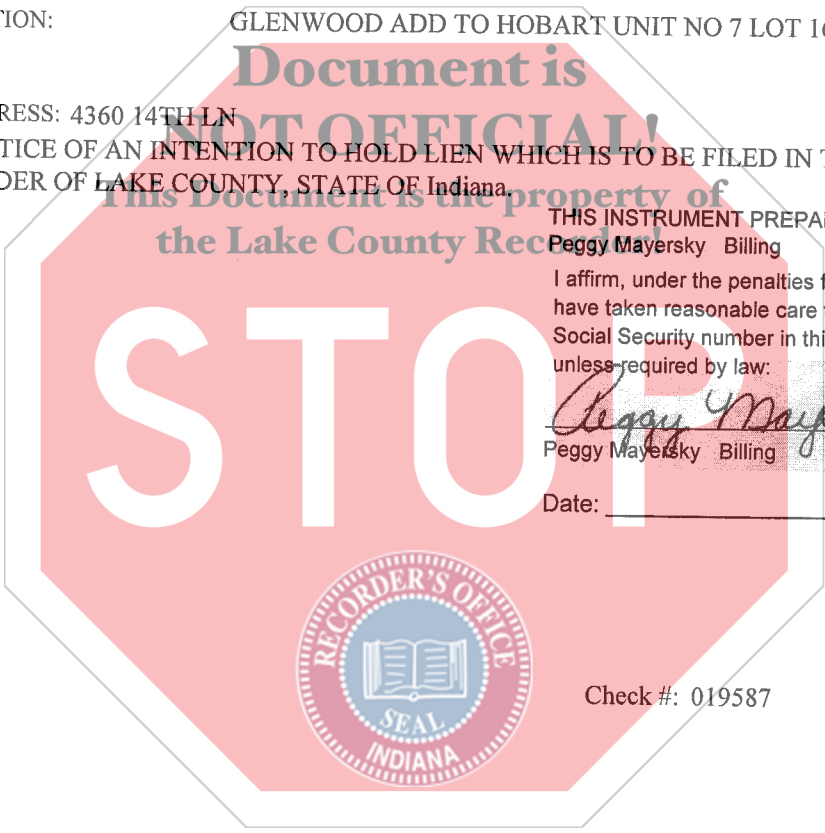 TION: GLENWOOD ADD TO HOBART UNIT NO 7 LOT 16
Document is
RESS: 4360 14TH LN
NOT OFFICIAL!
TICE OF AN INTENTION TO HOLD LIEN WHICH IS TO BE FILED IN T
DER OF LAKE COUNTY, STATE OF Indiana.
This Document is the property of
the Lake County Recorder!
THIS INSTRUMENT PREPA
Peggy Mayersky Billing
I affirm, under the penalties f
have taken reasonable care
Social Security number in thi
unless required by law:
Peggy May
Peggy Mayersky Billing
Date:
STOP
RECORDER'S OFFICE
SEAL
INDIANA
Check #: 019587